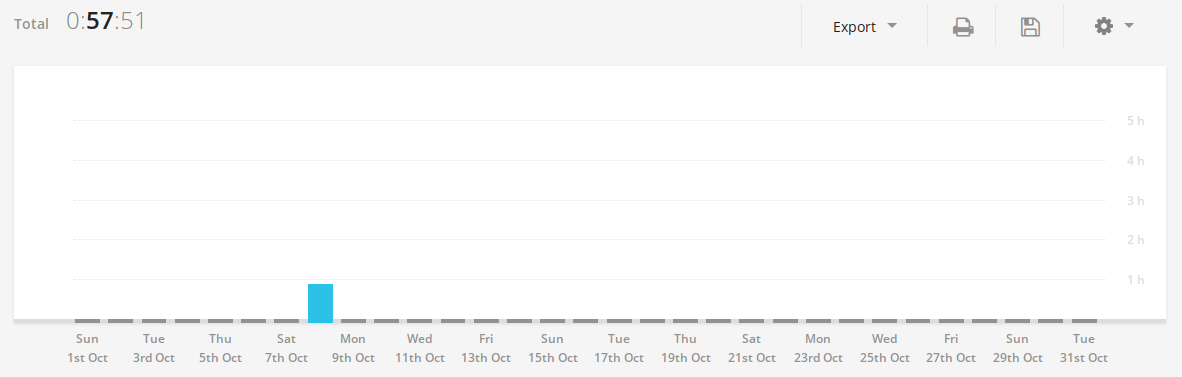 Total 0:57:51 Export
5 h
4 h
3 h
2 h
1 h
Sun Tue Thu Sat Mon Wed Fri Sun Tue Thu Sat Mon Wed Fri Sun Tue
1st Oct 3rd Oct 5th Oct 7th Oct 9th Oct 11th Oct 13th Oct 15th Oct 17th Oct 19th Oct 21st Oct 23rd Oct 25th Oct 27th Oct 29th Oct 31st Oct